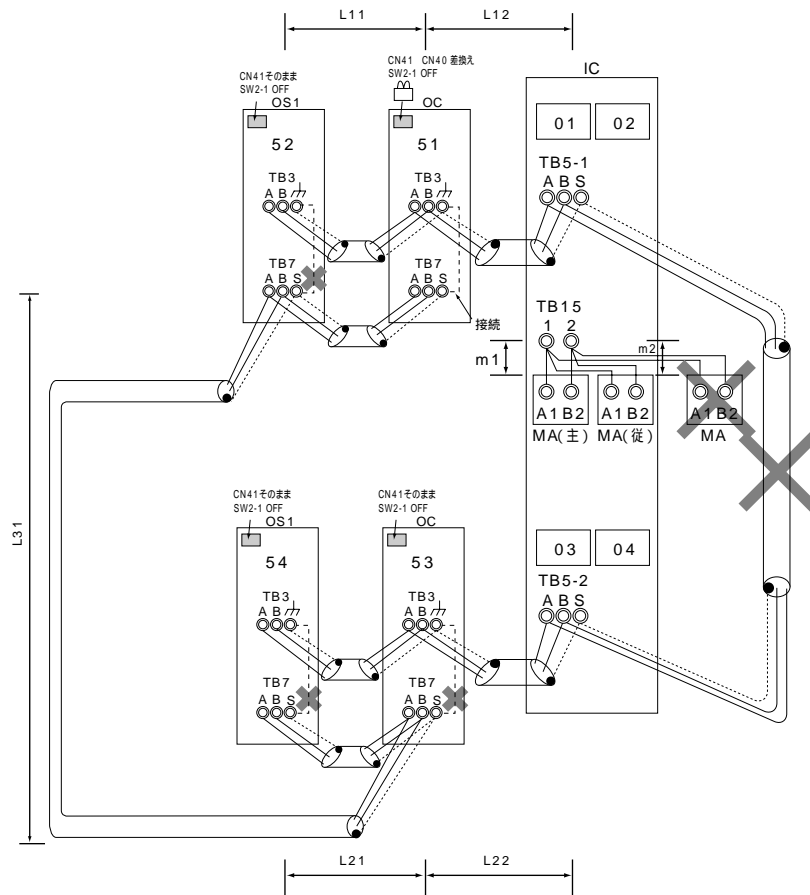 L11
L12
CN41そのまま
SW2-1 OFF
OS1
CN41 CN40 差換え
SW2-1 OFF
OC
IC
52
51
01
02
TB3
A B
TB3
A B
TB5-1
A B S
TB7
A B S
TB7
A B S
接続
TB15
1 2
m1
m2
A1 B2
MA(主)
A1 B2
MA(従)
A1 B2
MA
L31
CN41そのまま
SW2-1 OFF
OS1
CN41そのまま
SW2-1 OFF
OC
54
53
03
04
TB3
A B
TB3
A B
TB5-2
A B S
TB7
A B S
TB7
A B S
L21
L22